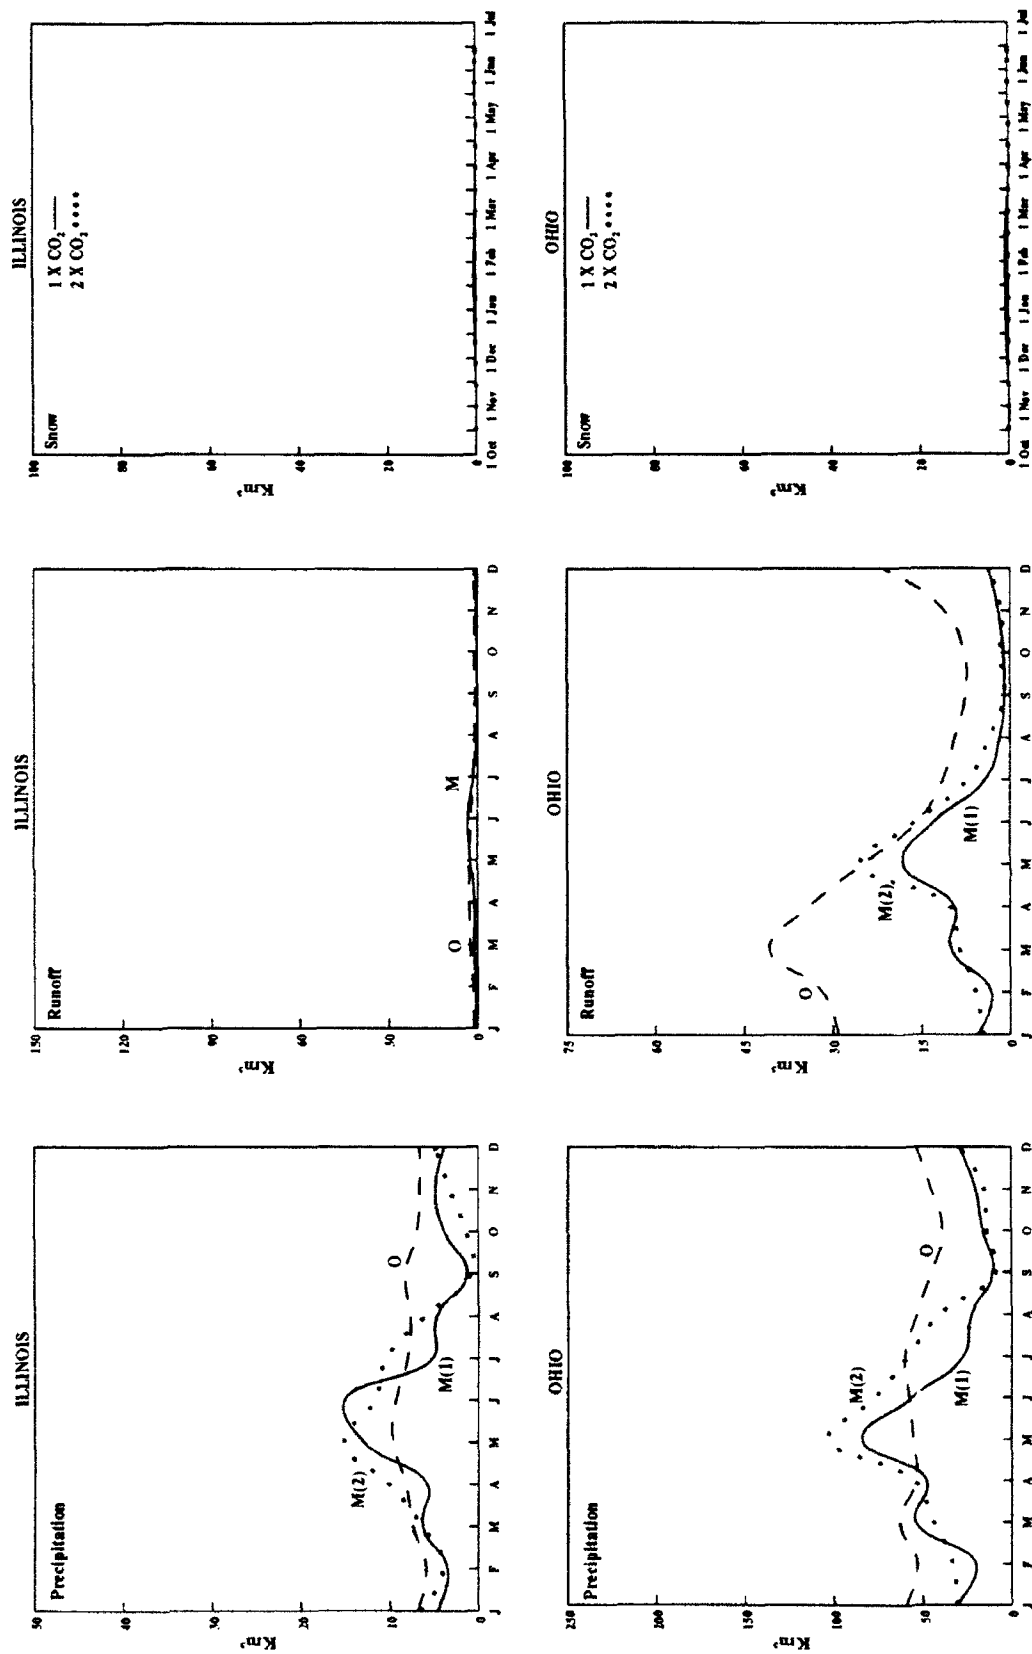 ILLINOIS
Precipitation
50
40
30
20
10
0
Km³
M(2)
M(1)
O
J F M A M J J A S O N D
ILLINOIS
Runoff
150
120
90
60
30
0
Km³
O
M
J F M A M J J A S O N D
ILLINOIS
Snow
1 X CO₂
2 X CO₂
100
80
60
40
20
0
Km³
1 Oct 1 Nov 1 Dec 1 Jan 1 Feb 1 Mar 1 Apr 1 May 1 Jun 1 Jul
OHIO
Precipitation
250
200
150
100
50
0
Km³
M(2)
M(1)
O
J F M A M J J A S O N D
OHIO
Runoff
75
60
45
30
15
0
Km³
O
M(2)
M(1)
J F M A M J J A S O N D
OHIO
Snow
1 X CO₂
2 X CO₂
100
80
60
40
20
0
Km³
1 Oct 1 Nov 1 Dec 1 Jan 1 Feb 1 Mar 1 Apr 1 May 1 Jun 1 Jul